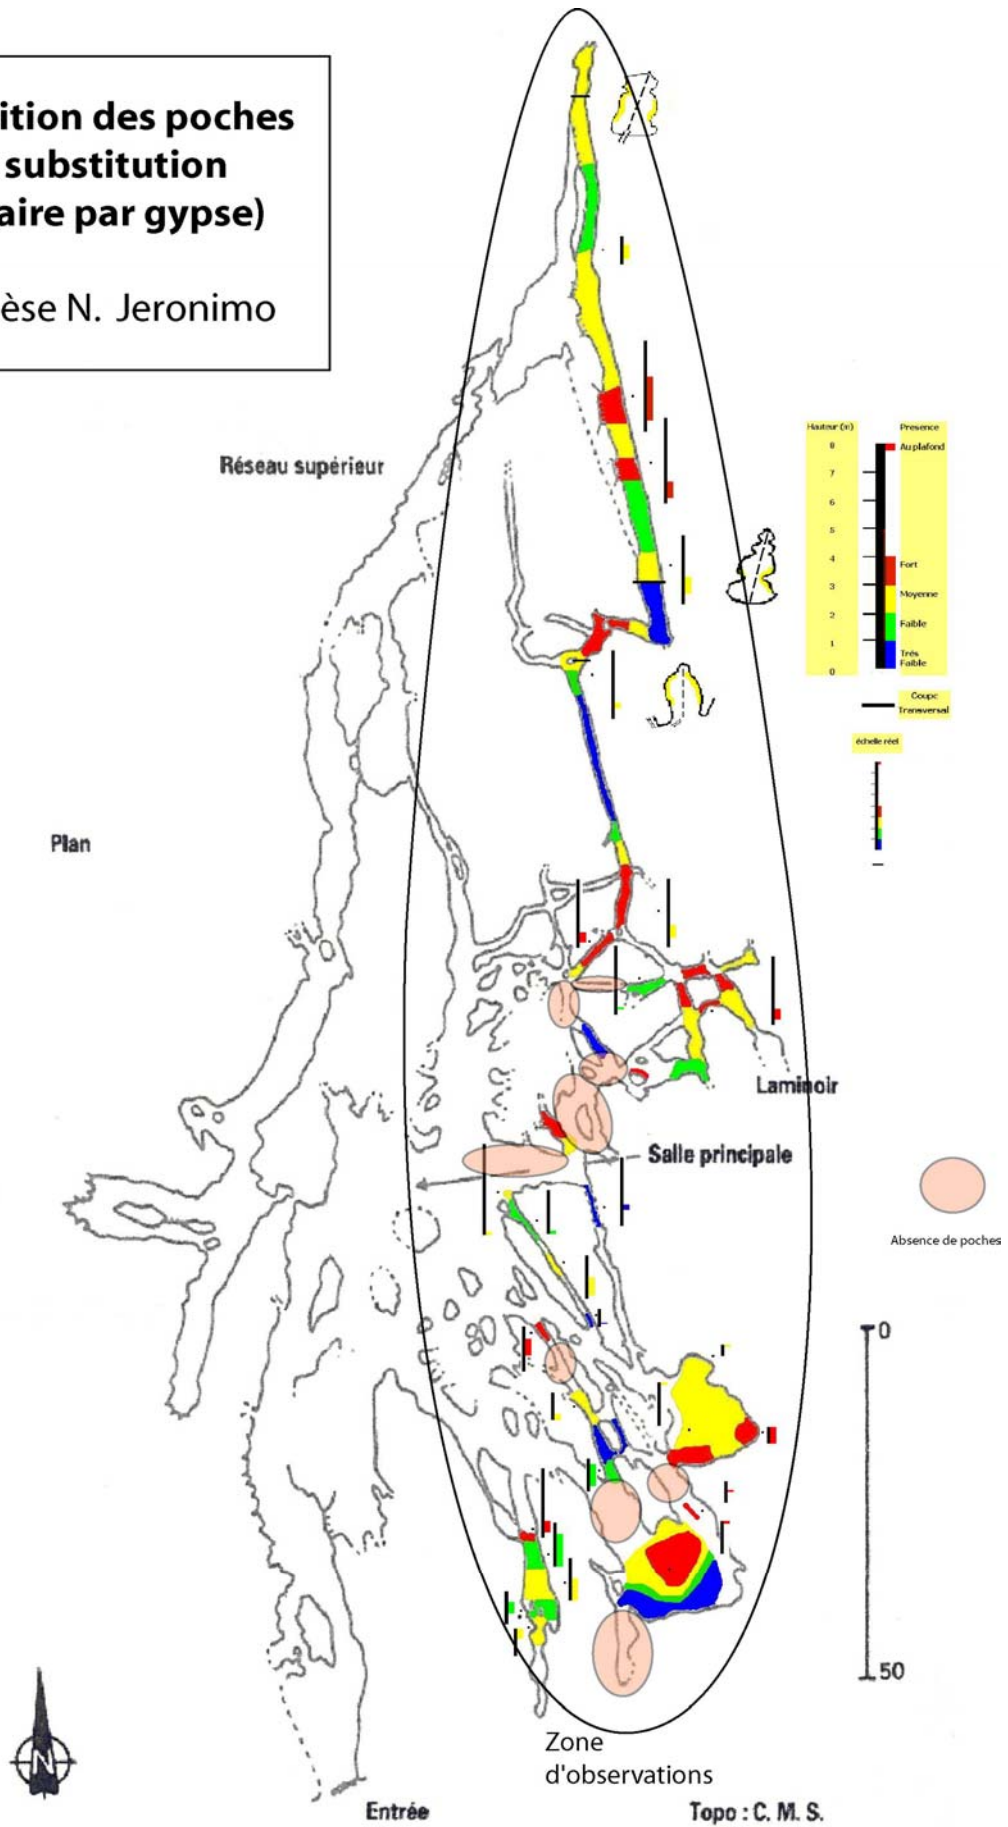 ition des poches
substitution
aire par gypse)
èse N. Jeronimo
Réseau supérieur
Hauteur (m)
Presence
8
Au plafond
7
6
5
4
Fort
3
Moyenne
2
Faible
1
Trés
Faible
0
Coupe
Transversal
échelle réel
Plan
Laminoir
Salle principale
Absence de poches
0
50
N
Zone
d'observations
Entrée
Topo : C. M. S.